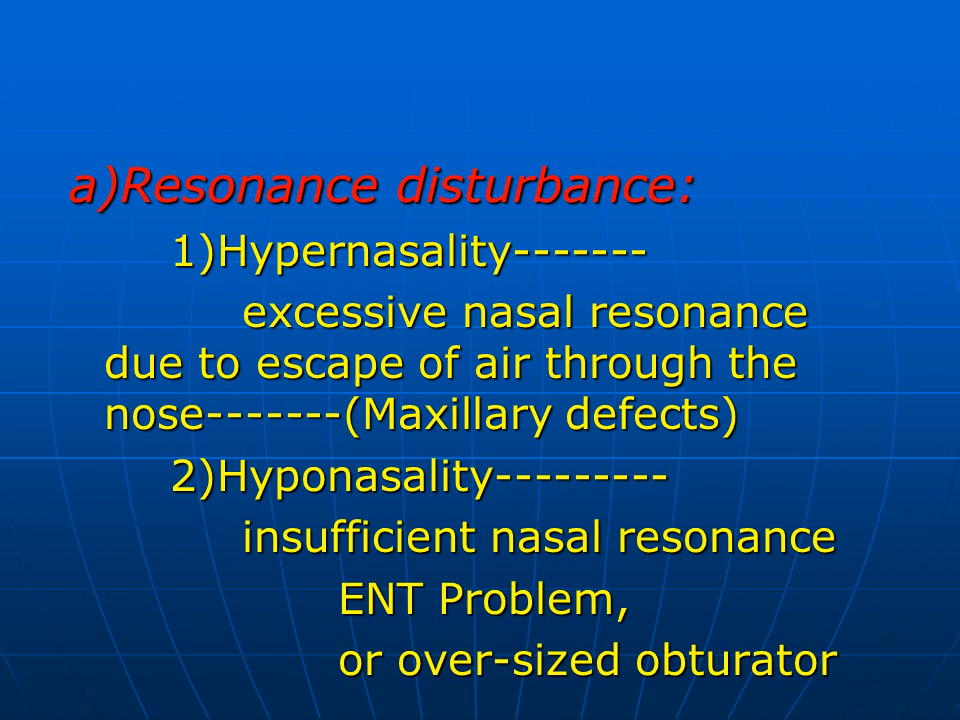 a)Resonance disturbance:
1)Hypernasality-------
excessive nasal resonance
due to escape of air through the
nose-------(Maxillary defects)
2)Hyponasality---------
insufficient nasal resonance
ENT Problem,
or over-sized obturator